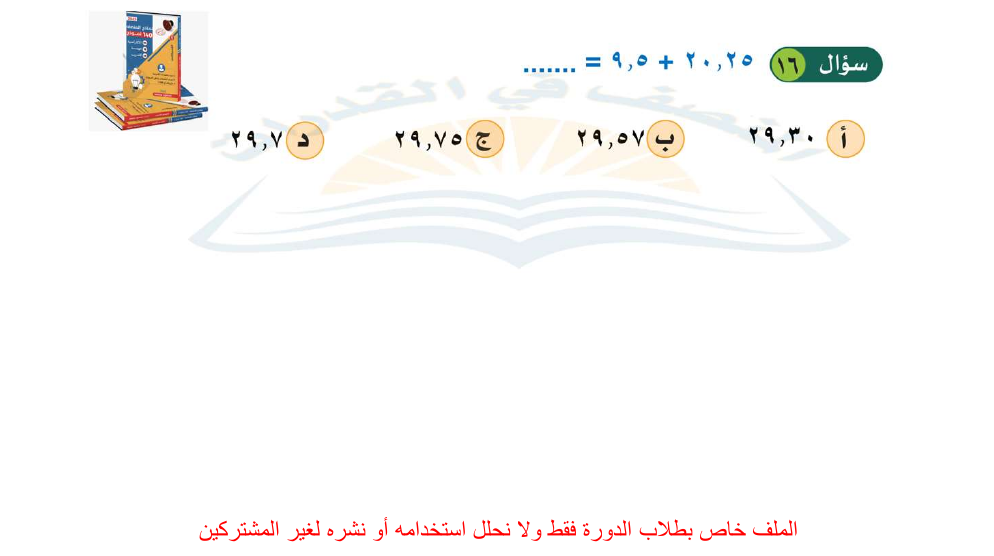 سؤال ١٦ ٢٠,٢٥ + ٩,٥ = .......
أ ٢٩,٣٠ ب ٢٩,٥٧ ج ٢٩,٧٥ د ٢٩,٧
الملف خاص بطلاب الدورة فقط ولا نحلل استخدامه أو نشره لغير المشتركين